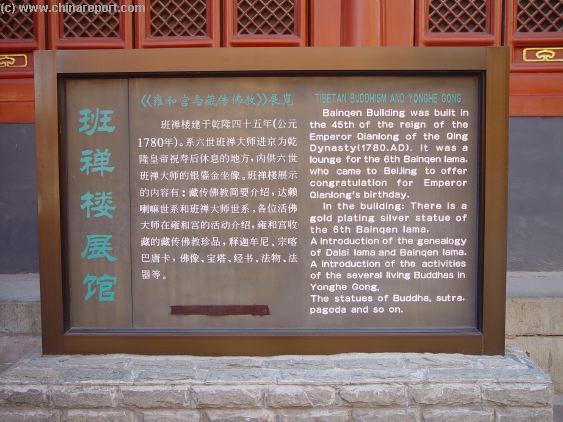 (c) www.chinareport.com
班禅楼展馆
《雍和宫与藏传佛教》展览
班禅楼建于乾隆四十五年(公元
1780年)。系六世班禅大师进京为乾
隆皇帝祝寿后休息的地方，内供六世
班禅大师的银鎏金坐像。班禅楼展示
的内容有：藏传佛教简要介绍，达赖
喇嘛世系和班禅大师世系，各位活佛
大师在雍和宫的活动介绍，雍和宫收
藏的藏传佛教珍品，释迦牟尼、宗喀
巴唐卡，佛像、宝塔、经书、法物、法
器等。
TIBETAN BUDDHISM AND YONGHE GONG
Bainqen Building was built in
the 45th of the reign of the
Emperor Qianlong of the Qing
Dynasty(1780.AD). It was a
lounge for the 6th Bainqen lama.
who came to BeiJing to offer
congratulation for Emperor
Qianlong's birthday.
In the building: There is a
gold plating silver statue of
the 6th Bainqen lama.
A introduction of the genealogy
of Dalai lama and Bainqen lama.
A introduction of the activities
of the several living Buddhas in
Yonghe Gong.
The statues of Buddha, sutra.
pagoda and so on.